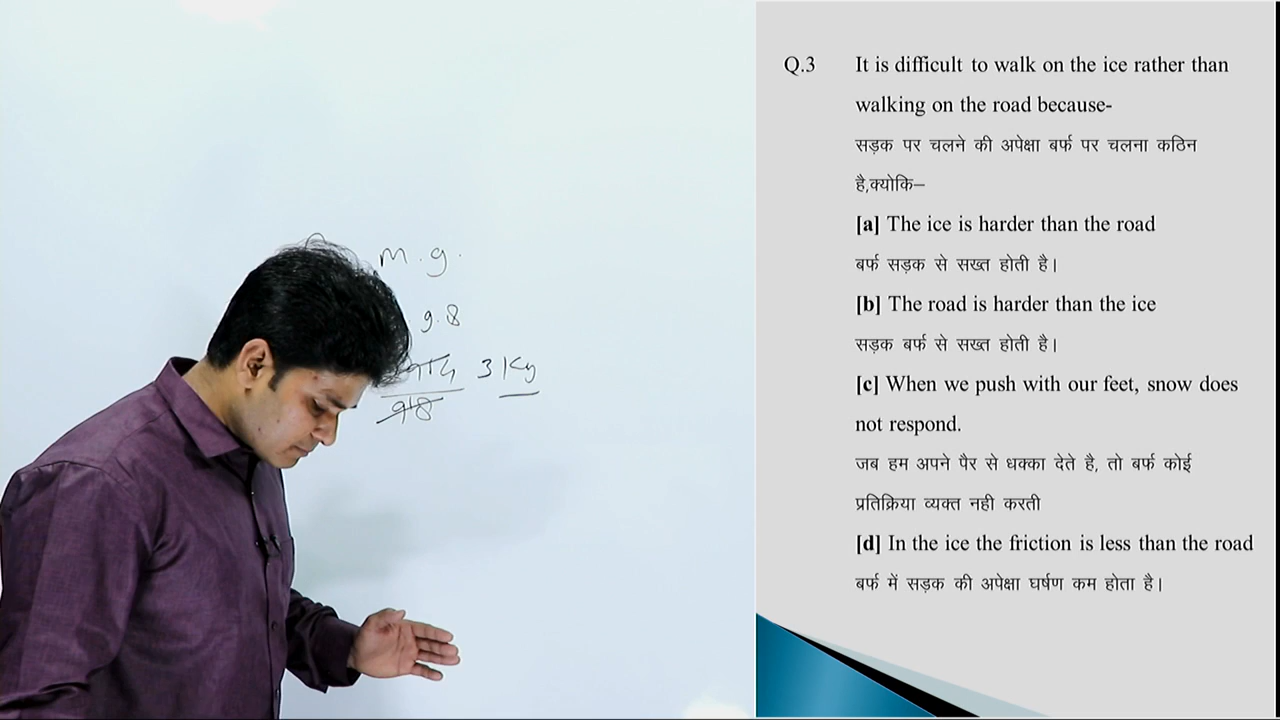 m.g.
9.8
3 Kg
98
Q.3 It is difficult to walk on the ice rather than
walking on the road because-
सड़क पर चलने की अपेक्षा बर्फ पर चलना कठिन
है,क्योकि–
[a] The ice is harder than the road
बर्फ सड़क से सख्त होती है।
[b] The road is harder than the ice
सड़क बर्फ से सख्त होती है।
[c] When we push with our feet, snow does
not respond.
जब हम अपने पैर से धक्का देते है, तो बर्फ कोई
प्रतिक्रिया व्यक्त नही करती
[d] In the ice the friction is less than the road
बर्फ में सड़क की अपेक्षा घर्षण कम होता है।